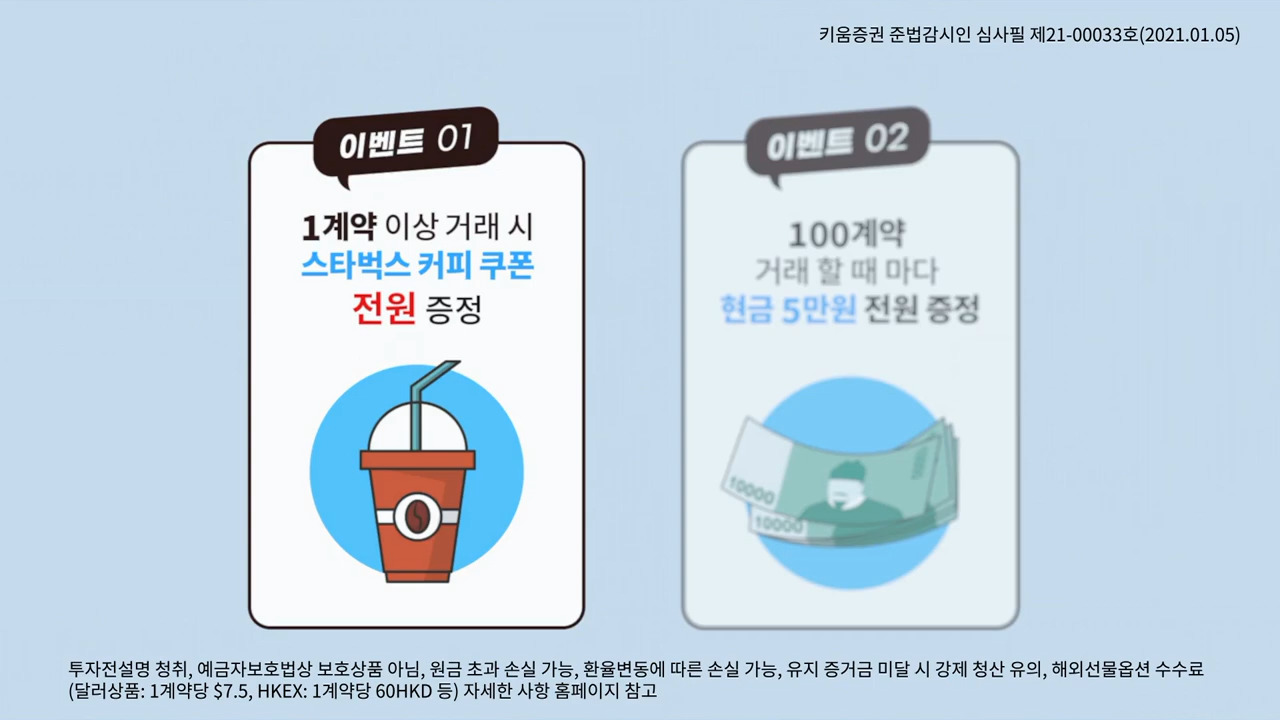 키움증권 준법감시인 심사필 제21-00033호(2021.01.05)
이벤트 01
1계약 이상 거래 시
스타벅스 커피 쿠폰
전원 증정
이벤트 02
100계약
거래 할 때 마다
현금 5만원 전원 증정
10000
10000
투자전설명 청취, 예금자보호법상 보호상품 아님, 원금 초과 손실 가능, 환율변동에 따른 손실 가능, 유지 증거금 미달 시 강제 청산 유의, 해외선물옵션 수수료
(달러상품: 1계약당 $7.5, HKEX: 1계약당 60HKD 등) 자세한 사항 홈페이지 참고